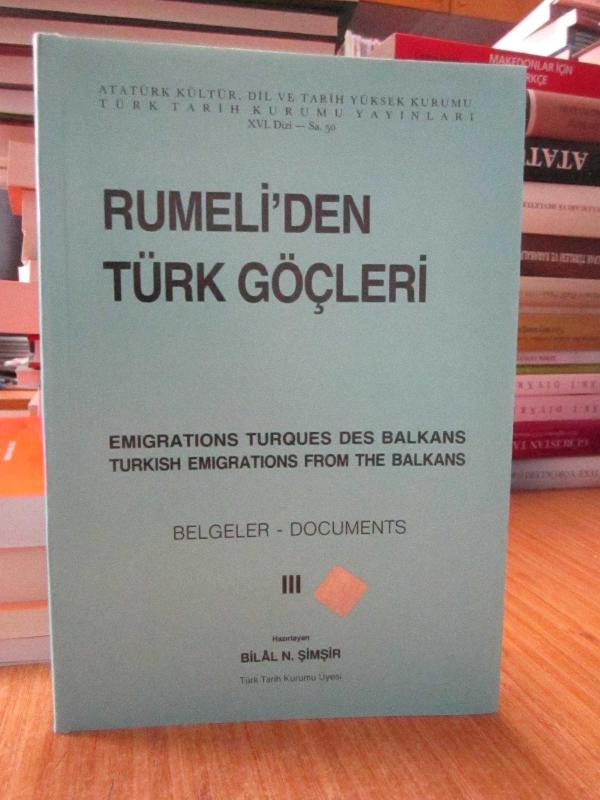 ATATÜRK KÜLTÜR, DİL VE TARİH YÜKSEK KURUMU
TÜRK TARİH KURUMU YAYINLARI
XVI. Dizi — Sa. 50
RUMELİ'DEN
TÜRK GÖÇLERİ
EMIGRATIONS TURQUES DES BALKANS
TURKISH EMIGRATIONS FROM THE BALKANS
BELGELER - DOCUMENTS
III
Hazırlayan
BİLÂL N. ŞİMŞİR
Türk Tarih Kurumu Üyesi
MAKEDONLAR İÇİN